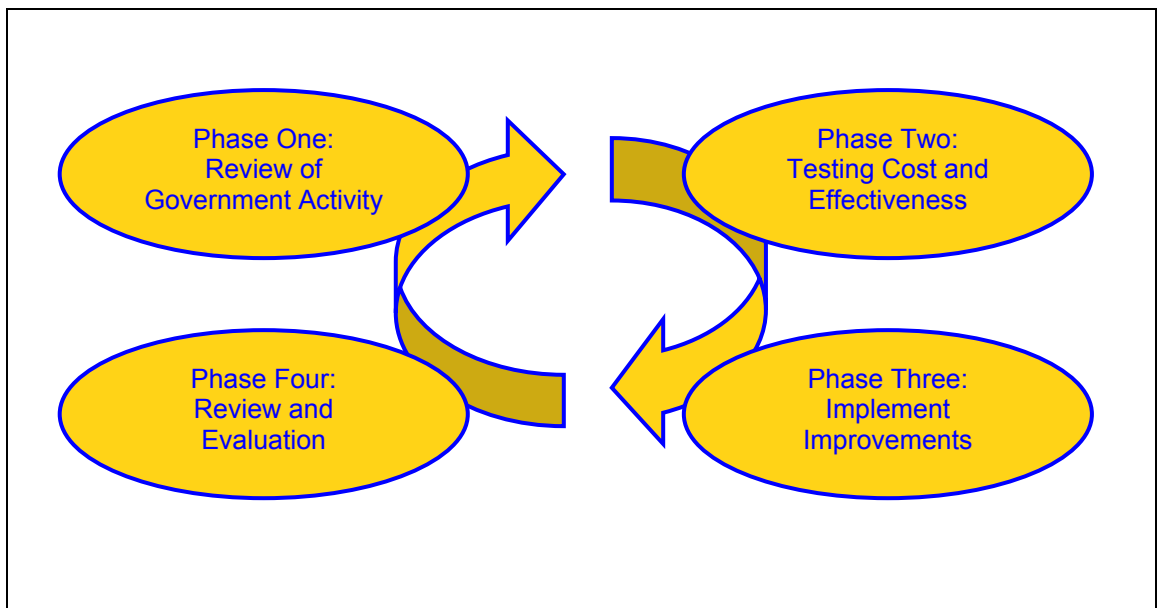 Phase One:
Review of
Government Activity
Phase Two:
Testing Cost and
Effectiveness
Phase Three:
Implement
Improvements
Phase Four:
Review and
Evaluation